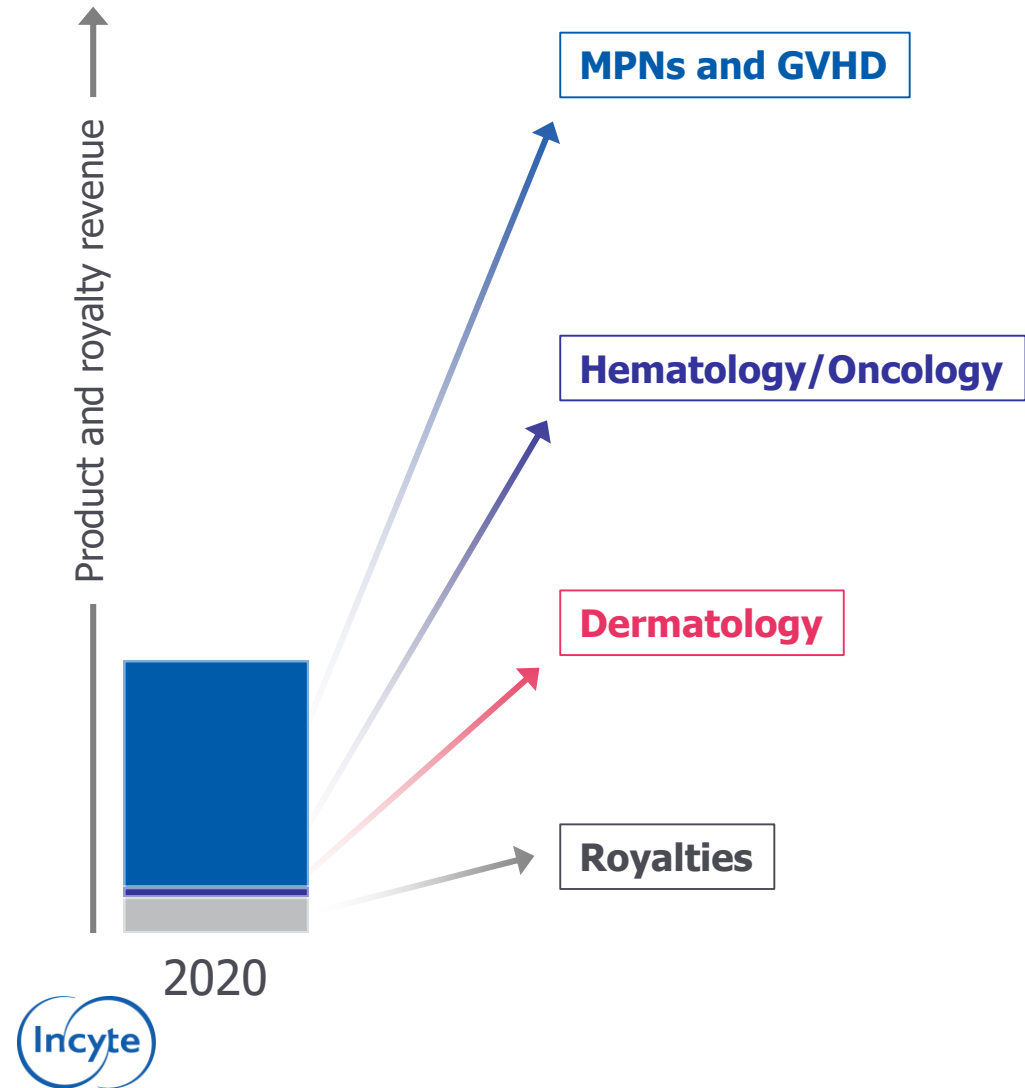 Product and royalty revenue
MPNs and GVHD
Hematology/Oncology
Dermatology
Royalties
2020
Incyte